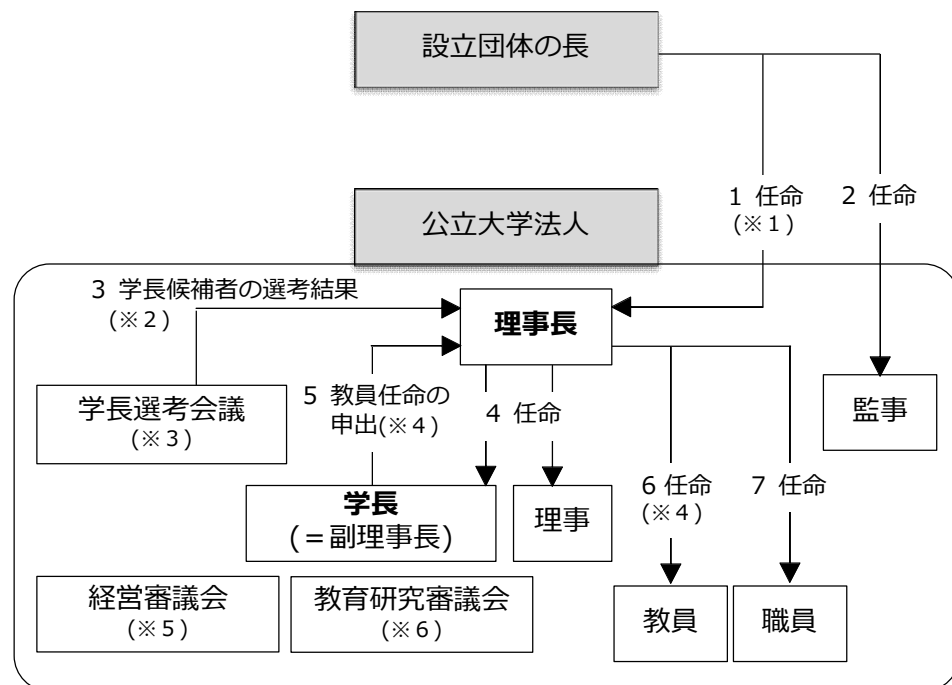 設立団体の長
1 任命
(※1)
2 任命
公立大学法人
3 学長候補者の選考結果
(※2)
理事長
学長選考会議
(※3)
5 教員任命の
申出(※4)
4 任命
監事
学長
(=副理事長)
理事
6 任命
(※4)
7 任命
経営審議会
(※5)
教育研究審議会
(※6)
教員
職員